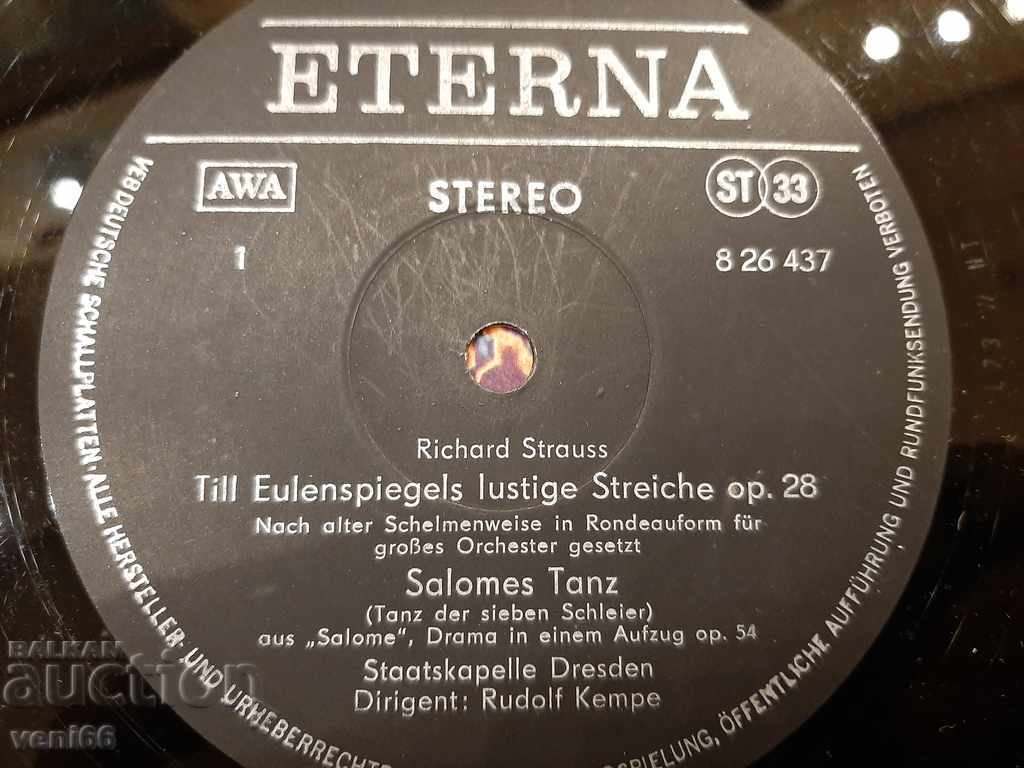 ETERNA
AWA
STEREO
ST 33
1
8 26 437
Richard Strauss
Till Eulenspiegels lustige Streiche op. 28
Nach alter Schelmenweise in Rondeauform für
großes Orchester gesetzt
Salomes Tanz
(Tanz der sieben Schleier)
aus „Salome“, Drama in einem Aufzug op. 54
Staatskapelle Dresden
Dirigent: Rudolf Kempe
VEB DEUTSCHE SCHALLPLATTEN · ALLE HERSTELLER- UND URHEBERRECHTE
ÖFFENTLICHE AUFFÜHRUNG UND RUNDFUNKSENDUNG VERBOTEN
BALKAN
auction
veni66